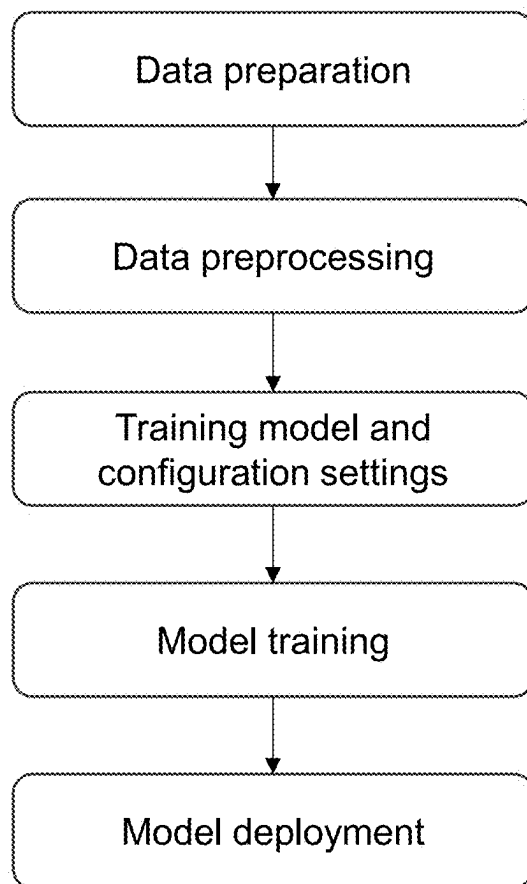 Data preparation
Data preprocessing
Training model and
configuration settings
Model training
Model deployment